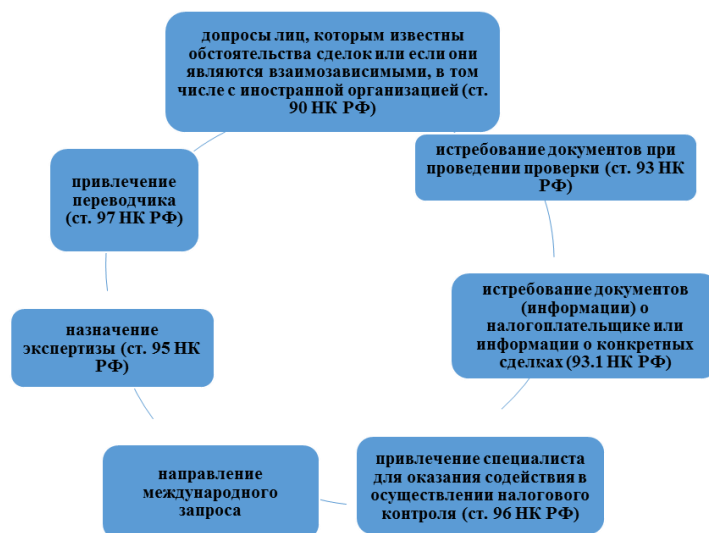 допросы лиц, которым известны
обстоятельства сделок или если они
являются взаимозависимыми, в том
числе с иностранной организацией (ст.
90 НК РФ)
истребование документов при
проведении проверки (ст. 93 НК
РФ)
истребование документов
(информации) о
налогоплательщике или
информации о конкретных
сделках (93.1 НК РФ)
привлечение специалиста
для оказания содействия в
осуществлении налогового
контроля (ст. 96 НК РФ)
направление
международного
запроса
назначение
экспертизы (ст. 95 НК
РФ)
привлечение
переводчика
(ст. 97 НК РФ)